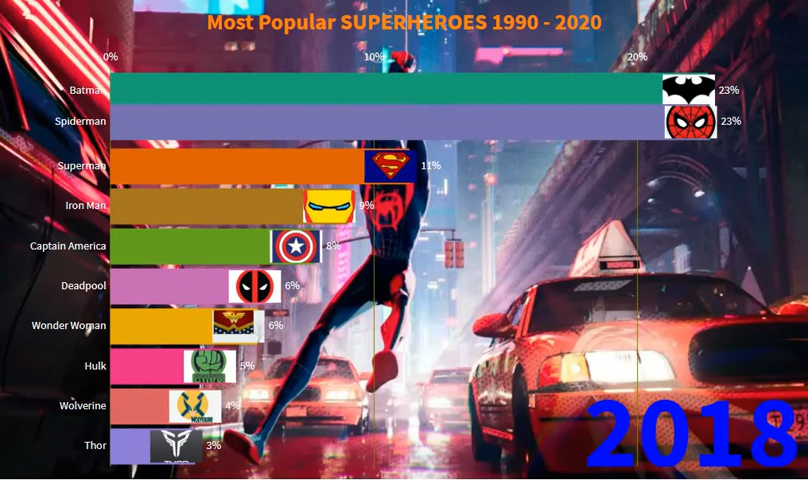 Most Popular SUPERHEROES 1990 - 2020
0% 10% 20%
Batman 23%
Spiderman 23%
Superman 11%
Iron Man 9%
Captain America 8%
Deadpool 6%
Wonder Woman 6%
Hulk 5%
Wolverine 4%
Thor 3%
2018